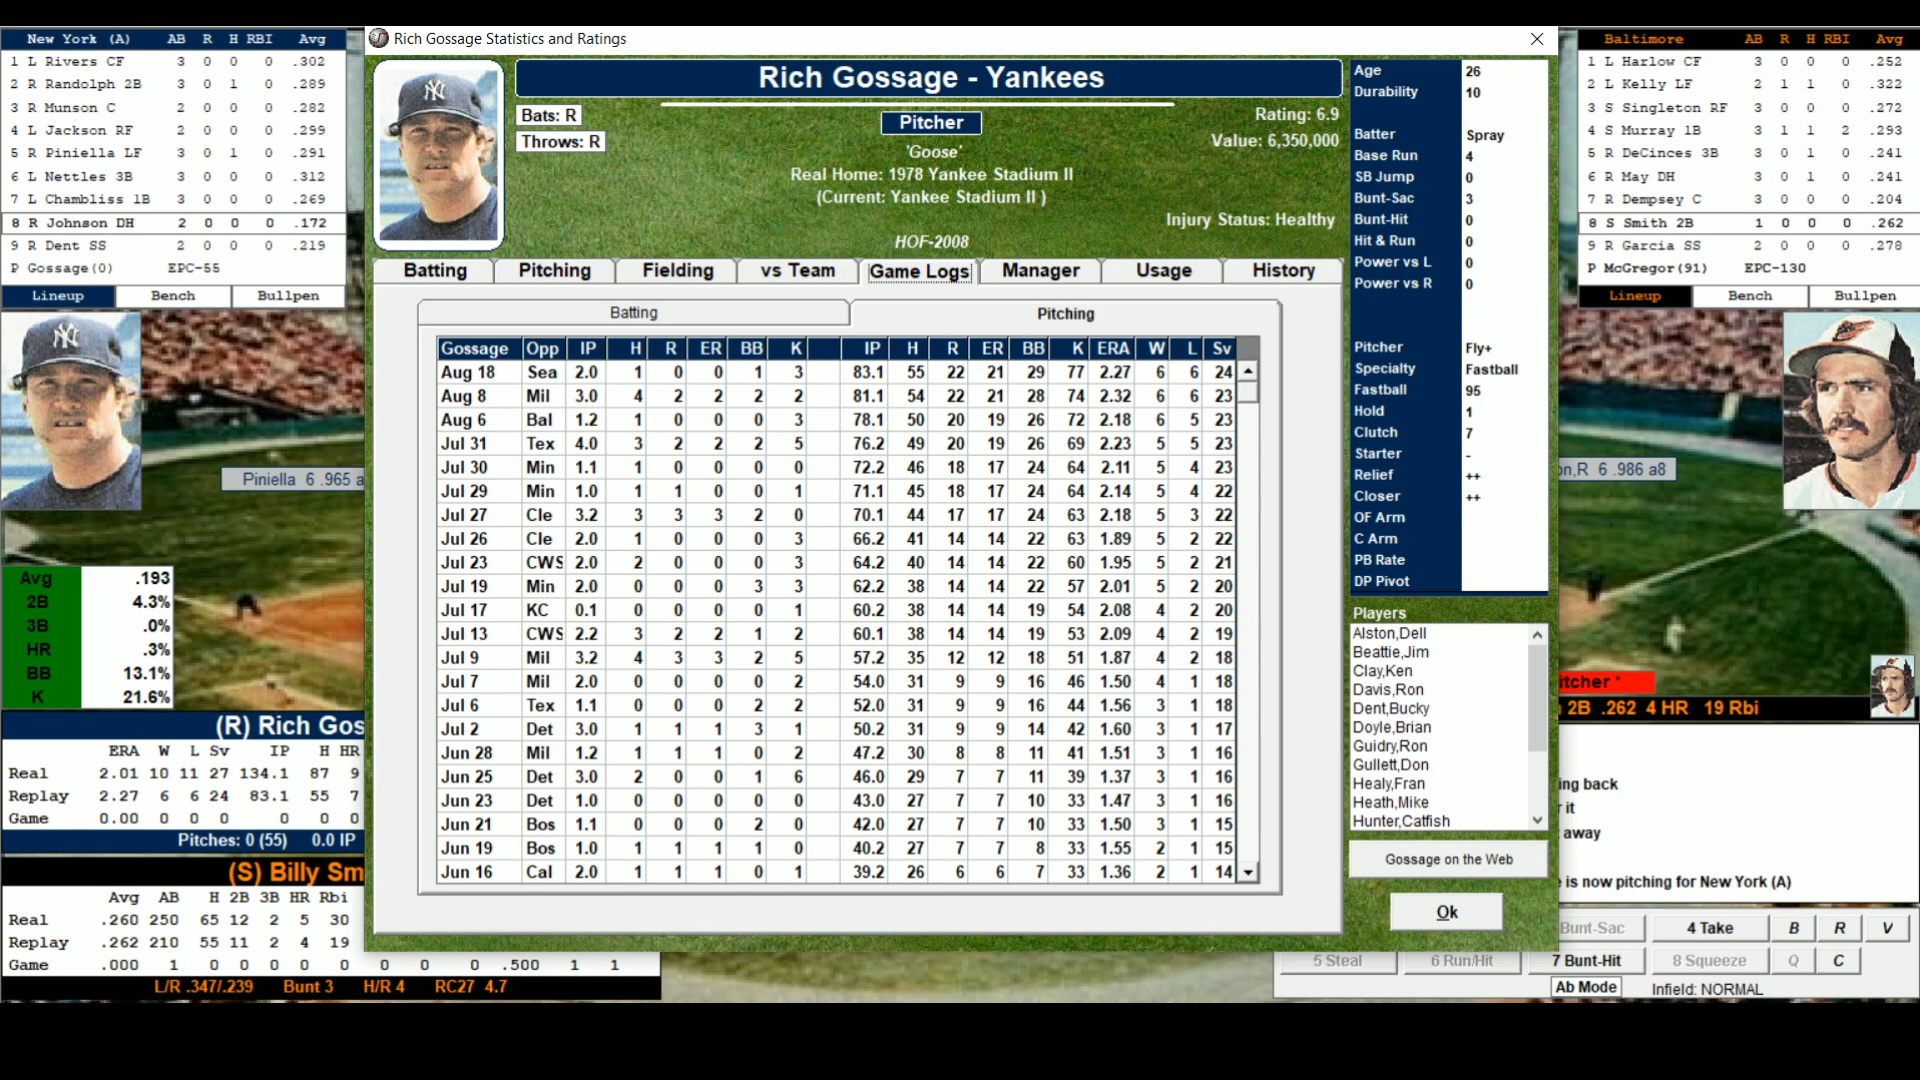 Rich Gossage Statistics and Ratings
New York (A) AB R H RBI Avg
1 L Rivers CF 3 0 0 0 .302
2 R Randolph 2B 3 0 1 0 .289
3 R Munson C 2 0 0 0 .282
4 L Jackson RF 2 0 0 0 .299
5 R Piniella LF 3 0 1 0 .291
6 L Nettles 3B 3 0 0 0 .312
7 L Chambliss 1B 3 0 0 0 .269
8 R Johnson DH 2 0 0 0 .172
9 R Dent SS 2 0 0 0 .219
P Gossage(0) EPC-55
Lineup Bench Bullpen
Piniella 6 .965 a
Avg .193
2B 4.3%
3B .0%
HR .3%
BB 13.1%
K 21.6%
(R) Rich Gos
ERA W L Sv IP H HR
Real 2.01 10 11 27 134.1 87 9
Replay 2.27 6 6 24 83.1 55 7
Game 0.00 0 0 0 0 0 0
Pitches: 0 (55) 0.0 IP
(S) Billy Sm
Avg AB H 2B 3B HR Rbi
Real .260 250 65 12 2 5 30
Replay .262 210 55 11 2 4 19
Game .000 1 0 0 0 0 0 0 0 0 .500 1 1
L/R .347/.239 Bunt 3 H/R 4 RC27 4.7
Rich Gossage - Yankees
Bats: R
Throws: R
Pitcher
'Goose'
Real Home: 1978 Yankee Stadium II
(Current: Yankee Stadium II )
HOF-2008
Rating: 6.9
Value: 6,350,000
Injury Status: Healthy
Batting Pitching Fielding vs Team Game Logs Manager Usage History
Batting Pitching
Gossage Opp IP H R ER BB K IP H R ER BB K ERA W L Sv
Aug 18 Sea 2.0 1 0 0 1 3 83.1 55 22 21 29 77 2.27 6 6 24
Aug 8 Mil 3.0 4 2 2 2 2 81.1 54 22 21 28 74 2.32 6 6 23
Aug 6 Bal 1.2 1 0 0 0 3 78.1 50 20 19 26 72 2.18 6 5 23
Jul 31 Tex 4.0 3 2 2 2 5 76.2 49 20 19 26 69 2.23 5 5 23
Jul 30 Min 1.1 1 0 0 0 0 72.2 46 18 17 24 64 2.11 5 4 23
Jul 29 Min 1.0 1 1 0 0 1 71.1 45 18 17 24 64 2.14 5 4 22
Jul 27 Cle 3.2 3 3 3 2 0 70.1 44 17 17 24 63 2.18 5 3 22
Jul 26 Cle 2.0 1 0 0 0 3 66.2 41 14 14 22 63 1.89 5 2 22
Jul 23 CWS 2.0 2 0 0 0 3 64.2 40 14 14 22 60 1.95 5 2 21
Jul 19 Min 2.0 0 0 0 3 3 62.2 38 14 14 22 57 2.01 5 2 20
Jul 17 KC 0.1 0 0 0 0 1 60.2 38 14 14 19 54 2.08 4 2 20
Jul 13 CWS 2.2 3 2 2 1 2 60.1 38 14 14 19 53 2.09 4 2 19
Jul 9 Mil 3.2 4 3 3 2 5 57.2 35 12 12 18 51 1.87 4 2 18
Jul 7 Mil 2.0 0 0 0 0 2 54.0 31 9 9 16 46 1.50 4 1 18
Jul 6 Tex 1.1 0 0 0 2 2 52.0 31 9 9 16 44 1.56 3 1 18
Jul 2 Det 3.0 1 1 1 3 1 50.2 31 9 9 14 42 1.60 3 1 17
Jun 28 Mil 1.2 1 1 1 0 2 47.2 30 8 8 11 41 1.51 3 1 16
Jun 25 Det 3.0 2 0 0 1 6 46.0 29 7 7 11 39 1.37 3 1 16
Jun 23 Det 1.0 0 0 0 0 0 43.0 27 7 7 10 33 1.47 3 1 16
Jun 21 Bos 1.1 0 0 0 2 0 42.0 27 7 7 10 33 1.50 3 1 15
Jun 19 Bos 1.0 1 1 1 1 0 40.2 27 7 7 8 33 1.55 2 1 15
Jun 16 Cal 2.0 1 1 1 0 1 39.2 26 6 6 7 33 1.36 2 1 14
Age 26
Durability 10
Batter Spray
Base Run 4
SB Jump 0
Bunt-Sac 3
Bunt-Hit 0
Hit & Run 0
Power vs L 0
Power vs R 0
Pitcher Fly+
Specialty Fastball
Fastball 95
Hold 1
Clutch 7
Starter -
Relief ++
Closer ++
OF Arm
C Arm
PB Rate
DP Pivot
Players
Alston,Dell
Beattie,Jim
Clay,Ken
Davis,Ron
Dent,Bucky
Doyle,Brian
Guidry,Ron
Gullett,Don
Healy,Fran
Heath,Mike
Hunter,Catfish
Gossage on the Web
Ok
Baltimore AB R H RBI Avg
1 L Harlow CF 3 0 0 0 .252
2 L Kelly LF 2 1 1 0 .322
3 S Singleton RF 3 0 0 0 .272
4 S Murray 1B 3 1 1 2 .293
5 R DeCinces 3B 3 0 1 0 .241
6 R May DH 3 0 1 0 .241
7 R Dempsey C 3 0 0 0 .204
8 S Smith 2B 1 0 0 0 .262
9 R Garcia SS 2 0 0 0 .278
P McGregor(91) EPC-130
Lineup Bench Bullpen
on,R 6 .986 a8
itcher *
2B .262 4 HR 19 Rbi
ing back
it
away
is now pitching for New York (A)
Bunt-Sac 4 Take B R V
5 Steal 6 Run/Hit 7 Bunt-Hit 8 Squeeze Q C
Ab Mode Infield: NORMAL